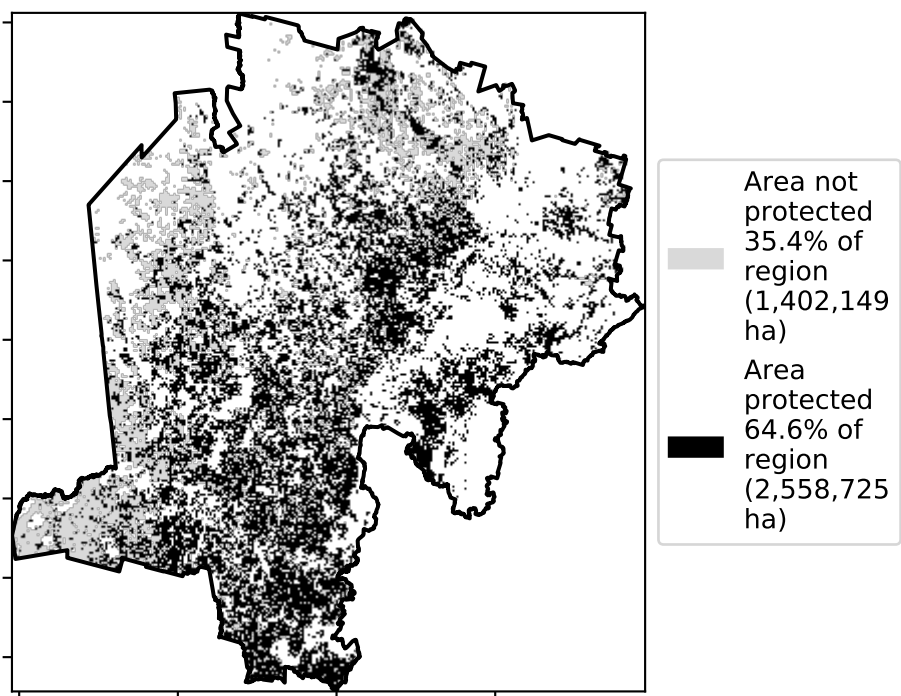 Area not
protected
35.4% of
region
(1,402,149
ha)
Area
protected
64.6% of
region
(2,558,725
ha)